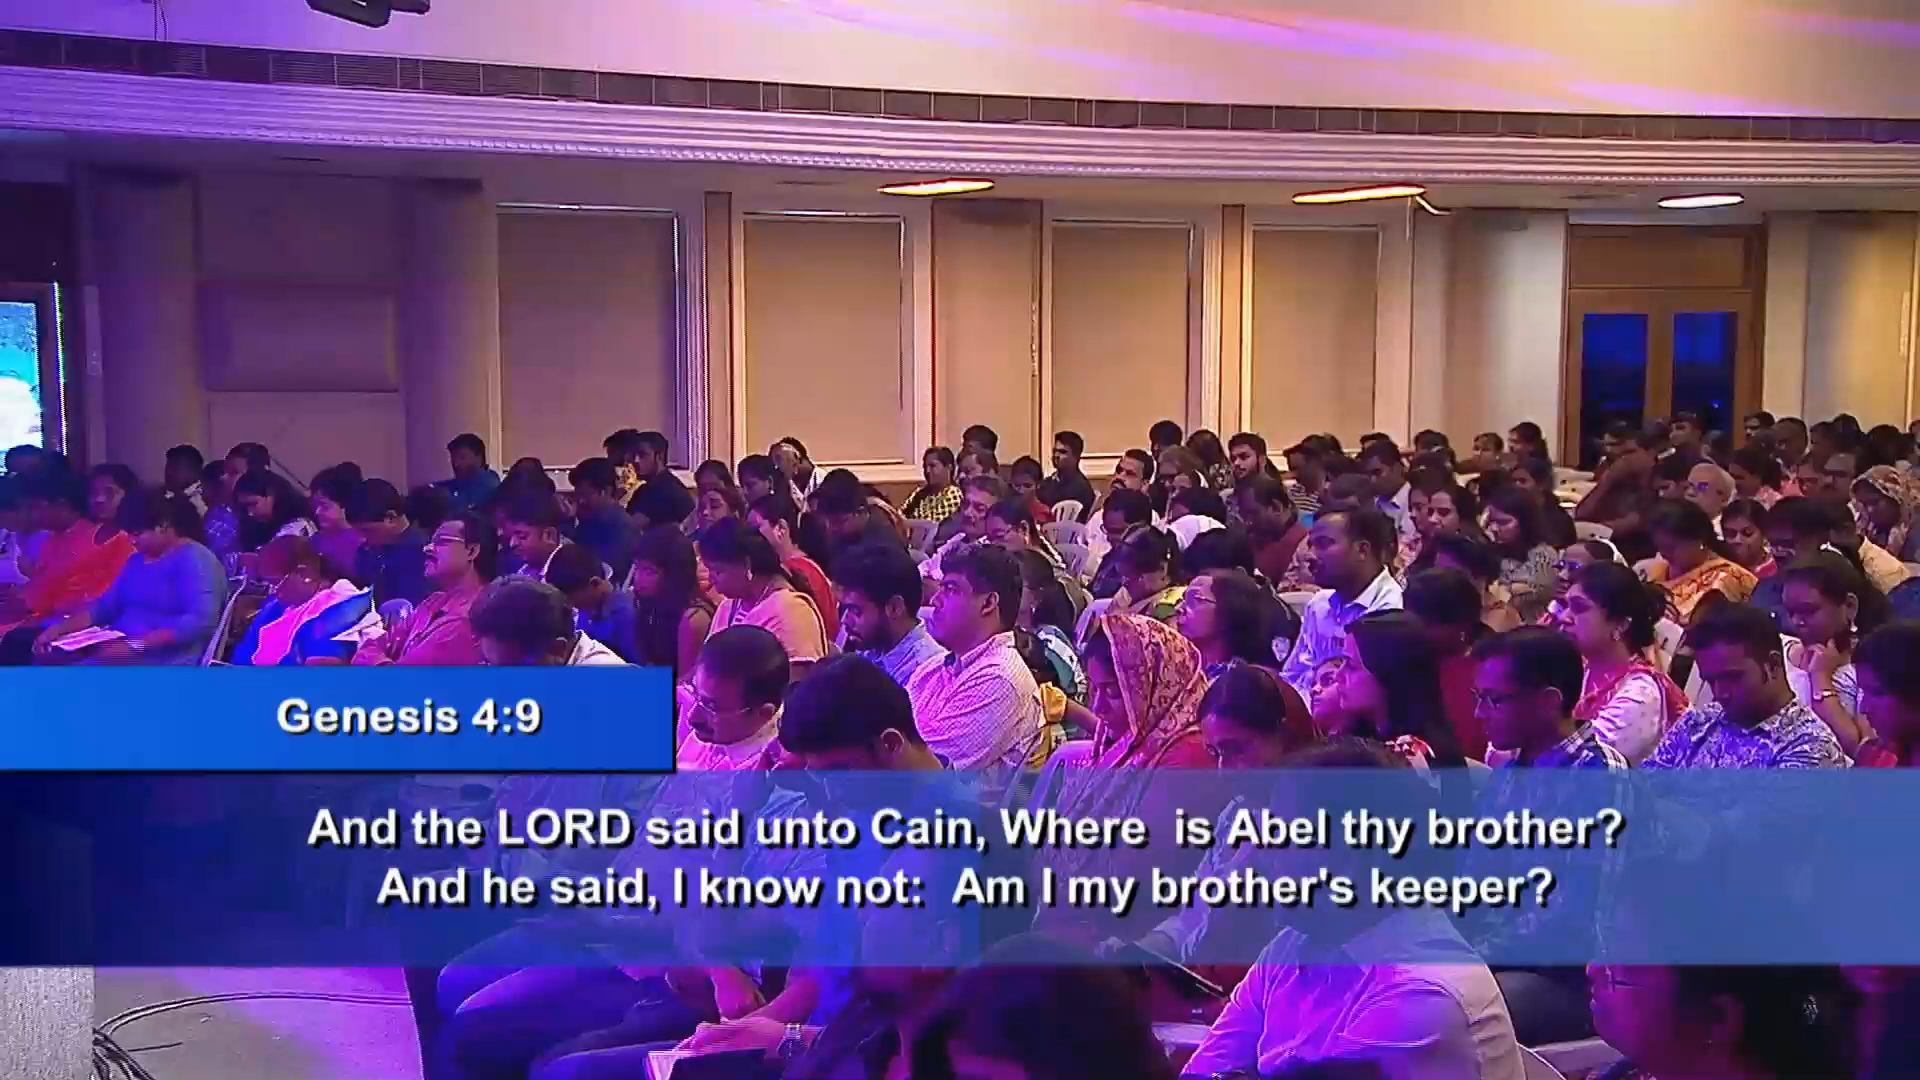 Genesis 4:9
And the LORD said unto Cain, Where is Abel thy brother?
And he said, I know not: Am I my brother's keeper?